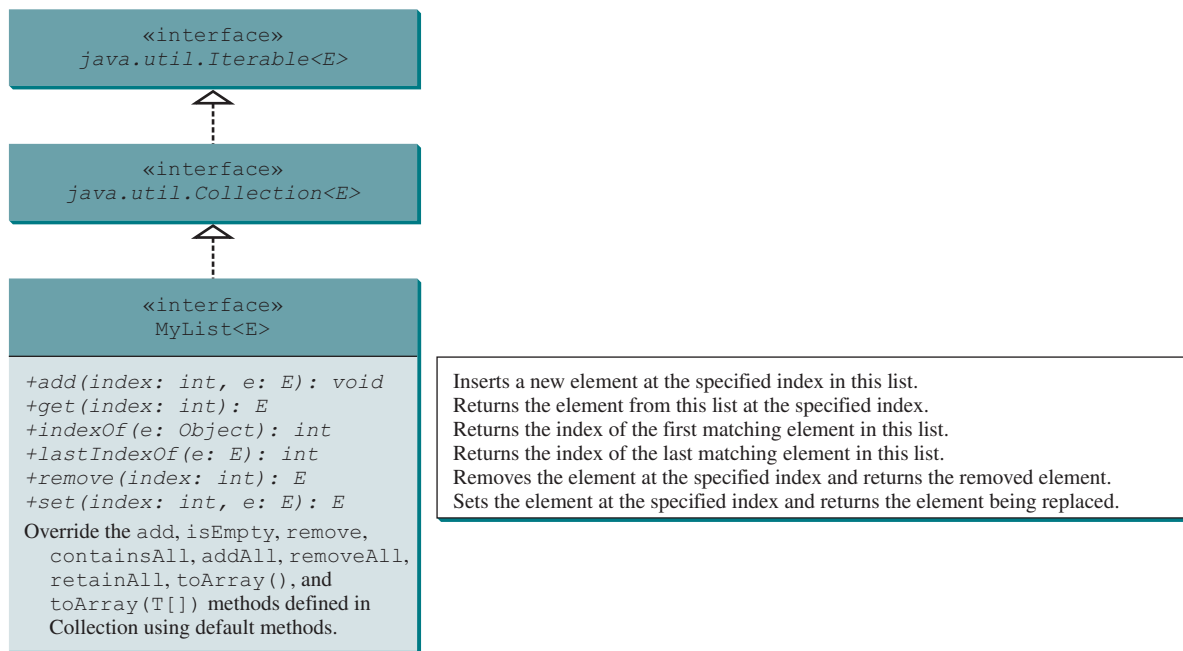 «interface»
java.util.Iterable<E>
«interface»
java.util.Collection<E>
«interface»
MyList<E>
+add(index: int, e: E): void
+get(index: int): E
+indexOf(e: Object): int
+lastIndexOf(e: E): int
+remove(index: int): E
+set(index: int, e: E): E
Override the add, isEmpty, remove,
containsAll, addAll, removeAll,
retainAll, toArray(), and
toArray(T[]) methods defined in
Collection using default methods.
Inserts a new element at the specified index in this list.
Returns the element from this list at the specified index.
Returns the index of the first matching element in this list.
Returns the index of the last matching element in this list.
Removes the element at the specified index and returns the removed element.
Sets the element at the specified index and returns the element being replaced.